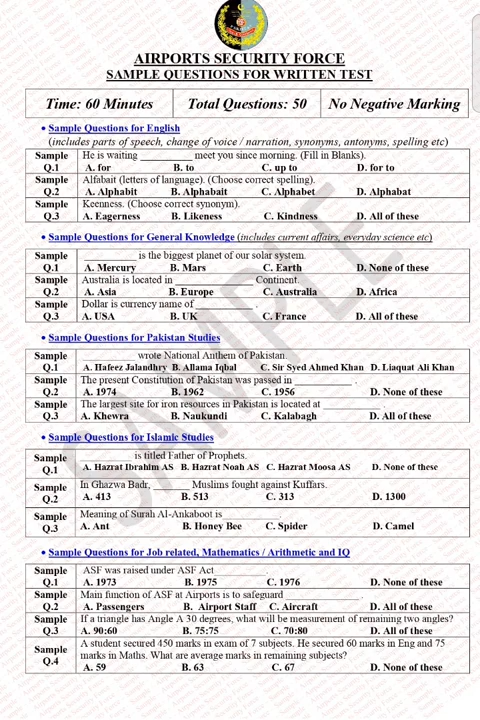 AIRPORTS SECURITY FORCE
SAMPLE QUESTIONS FOR WRITTEN TEST
Time: 60 Minutes Total Questions: 50 No Negative Marking
• Sample Questions for English
(includes parts of speech, change of voice / narration, synonyms, antonyms, spelling etc)
Sample Q.1 He is waiting __________ meet you since morning. (Fill in Blanks).
A. for B. to C. up to D. for to
Sample Q.2 Alfabait (letters of language). (Choose correct spelling).
A. Alphabit B. Alphabait C. Alphabet D. Alphabat
Sample Q.3 Keenness. (Choose correct synonym).
A. Eagerness B. Likeness C. Kindness D. All of these
• Sample Questions for General Knowledge (includes current affairs, everyday science etc)
Sample Q.1 __________ is the biggest planet of our solar system.
A. Mercury B. Mars C. Earth D. None of these
Sample Q.2 Australia is located in _______________ Continent.
A. Asia B. Europe C. Australia D. Africa
Sample Q.3 Dollar is currency name of ___________ .
A. USA B. UK C. France D. All of these
• Sample Questions for Pakistan Studies
Sample Q.1 __________ wrote National Anthem of Pakistan.
A. Hafeez Jalandhry B. Allama Iqbal C. Sir Syed Ahmed Khan D. Liaquat Ali Khan
Sample Q.2 The present Constitution of Pakistan was passed in ___________ .
A. 1974 B. 1962 C. 1956 D. None of these
Sample Q.3 The largest site for iron resources in Pakistan is located at ___________
A. Khewra B. Naukundi C. Kalabagh D. All of these
• Sample Questions for Islamic Studies
Sample Q.1 __________ is titled Father of Prophets.
A. Hazrat Ibrahim AS B. Hazrat Noah AS C. Hazrat Moosa AS D. None of these
Sample Q.2 In Ghazwa Badr, _______ Muslims fought against Kuffars.
A. 413 B. 513 C. 313 D. 1300
Sample Q.3 Meaning of Surah Al-Ankaboot is __________ .
A. Ant B. Honey Bee C. Spider D. Camel
• Sample Questions for Job related, Mathematics / Arithmetic and IQ
Sample Q.1 ASF was raised under ASF Act __________ .
A. 1973 B. 1975 C. 1976 D. None of these
Sample Q.2 Main function of ASF at Airports is to safeguard ______________ .
A. Passengers B. Airport Staff C. Aircraft D. All of these
Sample Q.3 If a triangle has Angle A 30 degrees, what will be measurement of remaining two angles?
A. 90:60 B. 75:75 C. 70:80 D. All of these
Sample Q.4 A student secured 450 marks in exam of 7 subjects. He secured 60 marks in Eng and 75
marks in Maths. What are average marks in remaining subjects?
A. 59 B. 63 C. 67 D. None of these
SAMPLE